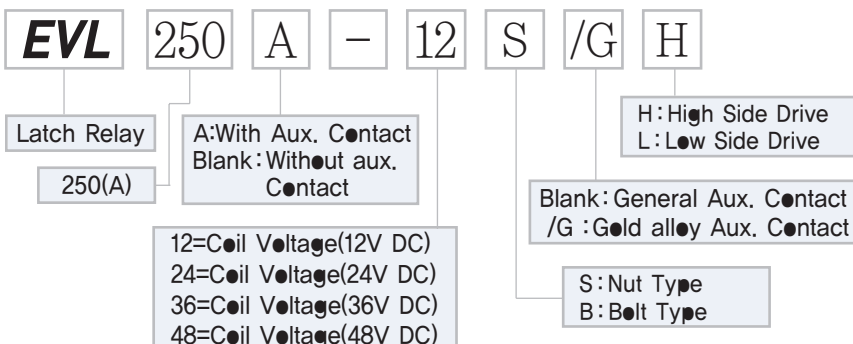 EVL 250 A - 12 S /G H
Latch Relay
250(A)
A:With Aux. Contact
Blank:Without aux.
Contact
12=Coil Voltage(12V DC)
24=Coil Voltage(24V DC)
36=Coil Voltage(36V DC)
48=Coil Voltage(48V DC)
H:High Side Drive
L:Low Side Drive
Blank:General Aux. Contact
/G :Gold alloy Aux. Contact
S:Nut Type
B:Bolt Type